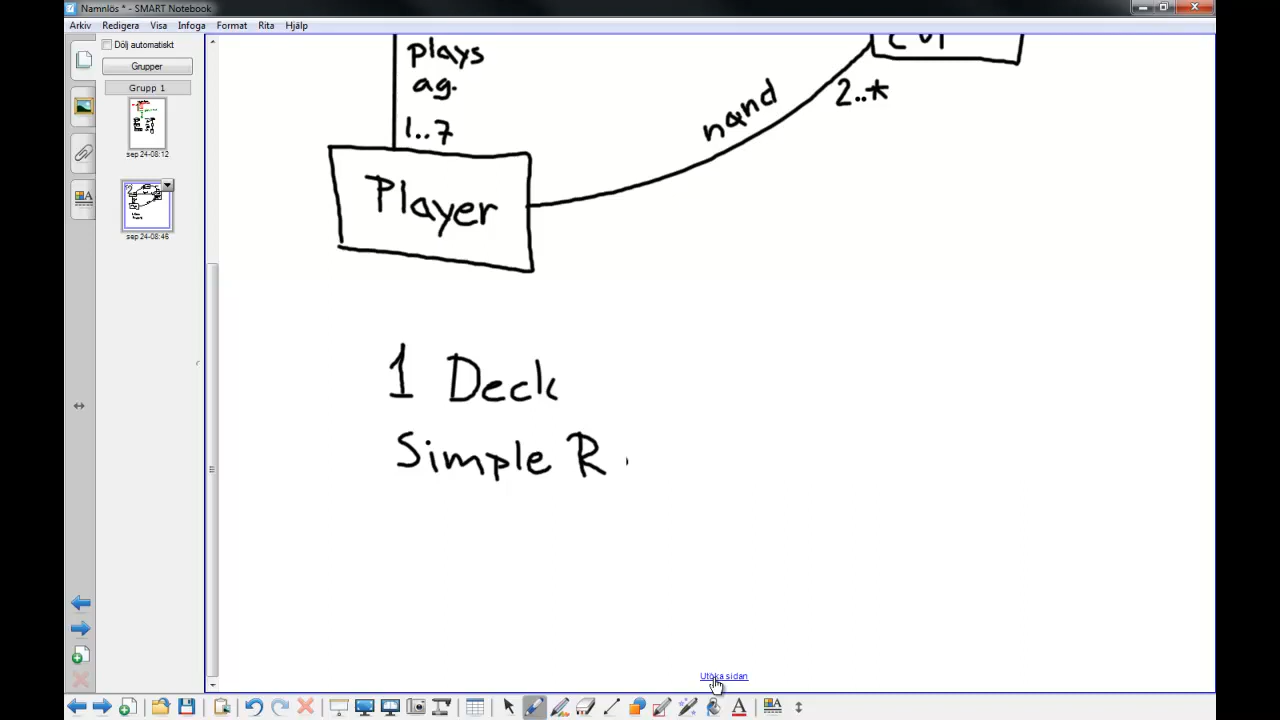 Namnlös * - SMART Notebook
Arkiv Redigera Visa Infoga Format Rita Hjälp
Dölj automatiskt
Grupper
Grupp 1
sep 24-08:12
sep 24-08:46
plays
ag.
1..7
hand
2..*
Player
1 Deck
Simple R
Utöka sidan